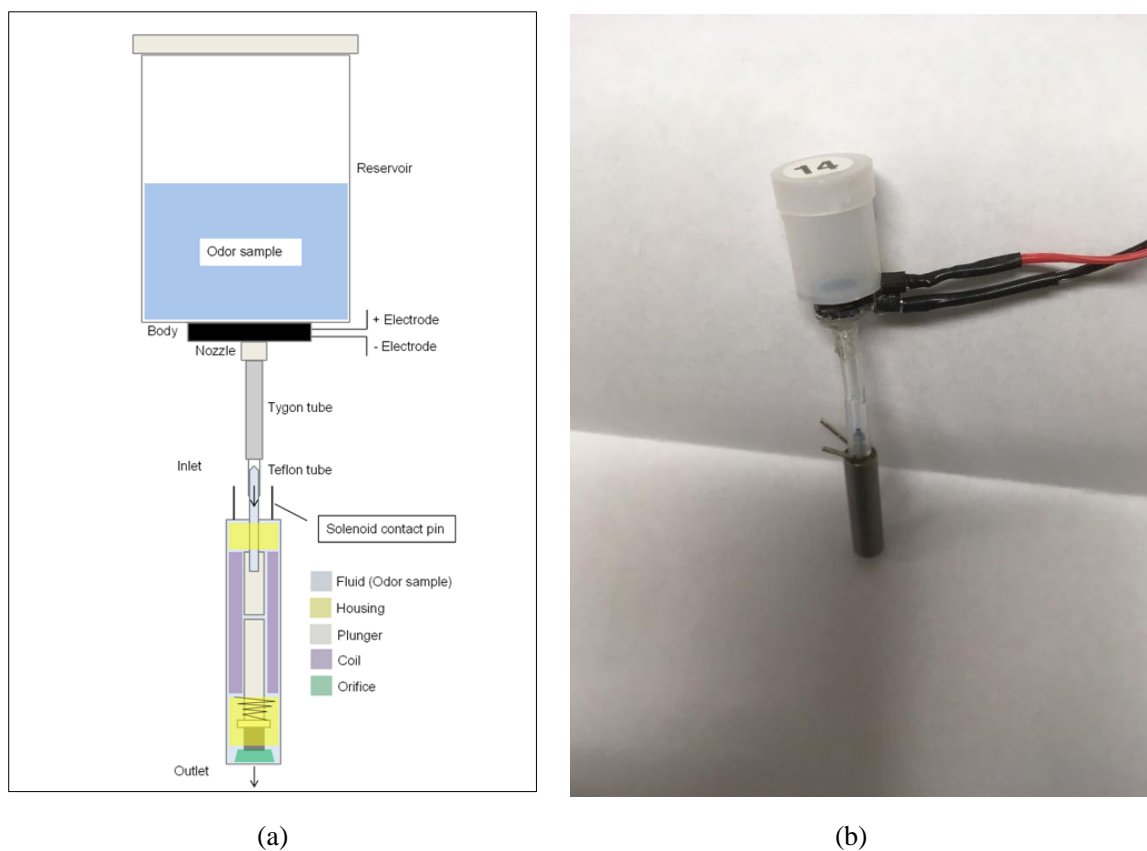 Reservoir
Odor sample
Body
+ Electrode
- Electrode
Nozzle
Tygon tube
Inlet
Teflon tube
Solenoid contact pin
Fluid (Odor sample)
Housing
Plunger
Coil
Orifice
Outlet
14
(a)
(b)